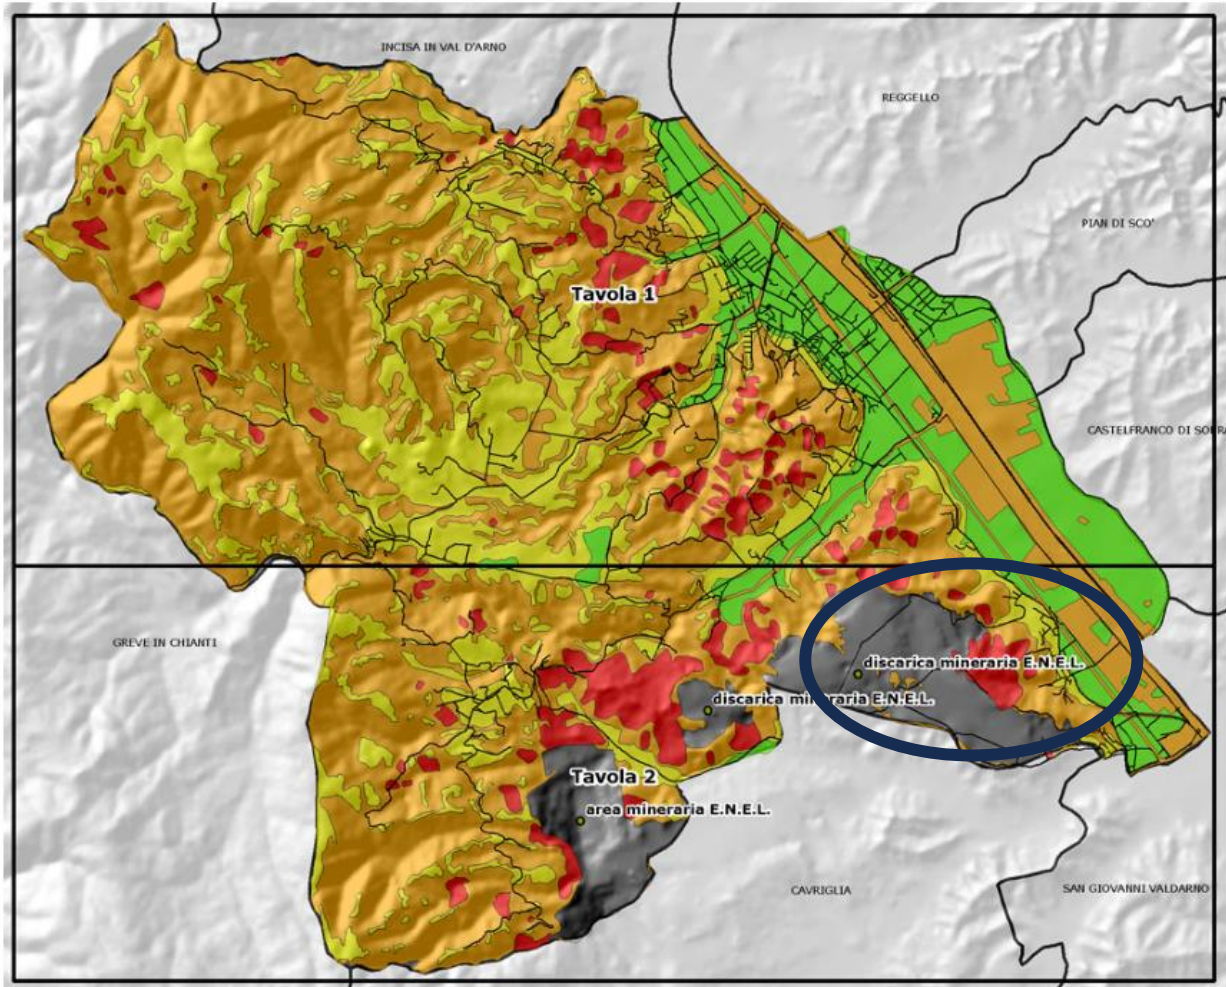 INCISA IN VAL D'ARNO
REGGELLO
PIAN DI SCO'
Tavola 1
CASTELFRANCO DI SOPRA
GREVE IN CHIANTI
discarica mineraria E.N.E.L.
discarica mineraria E.N.E.L.
Tavola 2
area mineraria E.N.E.L.
CAVRIGLIA
SAN GIOVANNI VALDARNO